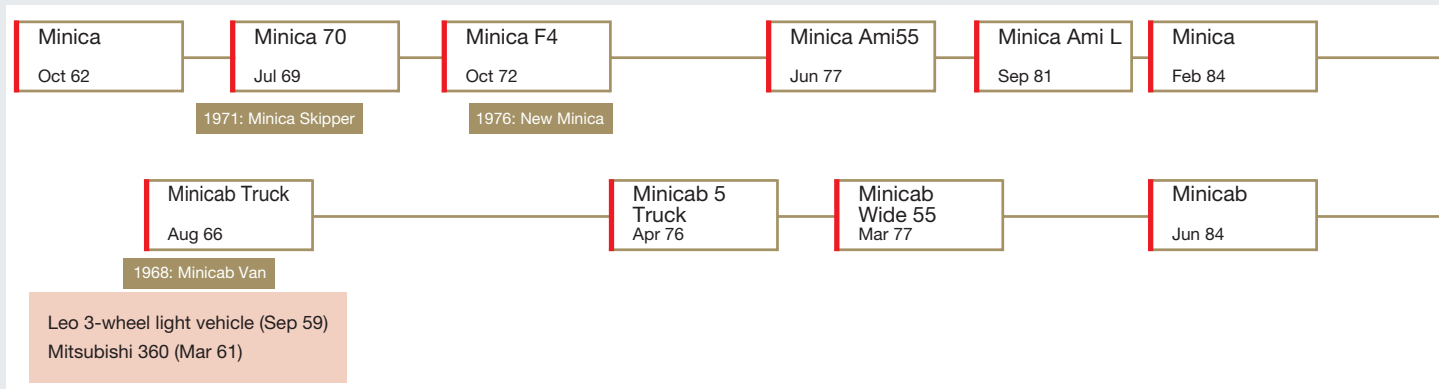 Minica
Oct 62
Minica 70
Jul 69
Minica F4
Oct 72
Minica Ami55
Jun 77
Minica Ami L
Sep 81
Minica
Feb 84
1971: Minica Skipper
1976: New Minica
Minicab Truck
Aug 66
Minicab 5
Truck
Apr 76
Minicab
Wide 55
Mar 77
Minicab
Jun 84
1968: Minicab Van
Leo 3-wheel light vehicle (Sep 59)
Mitsubishi 360 (Mar 61)